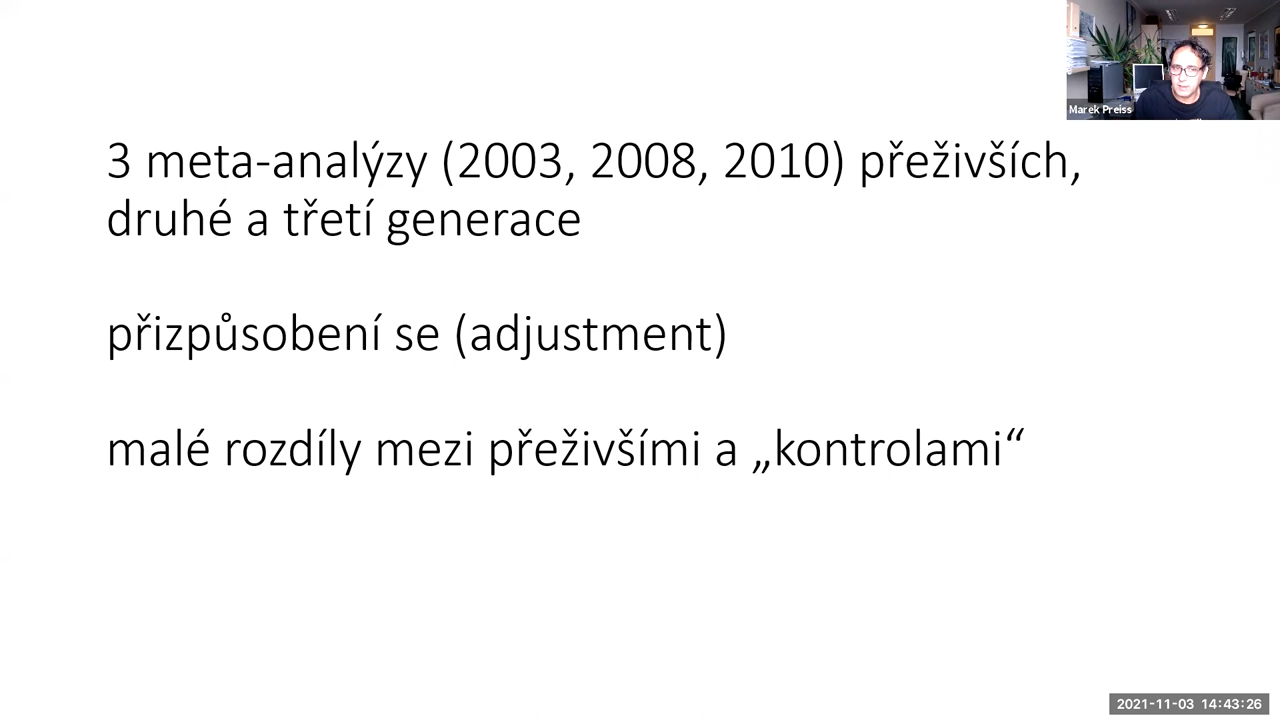 Marek Preiss
3 meta-analýzy (2003, 2008, 2010) přeživších,
druhé a třetí generace
přizpůsobení se (adjustment)
malé rozdíly mezi přeživšími a „kontrolami“
2021-11-03 14:43:26